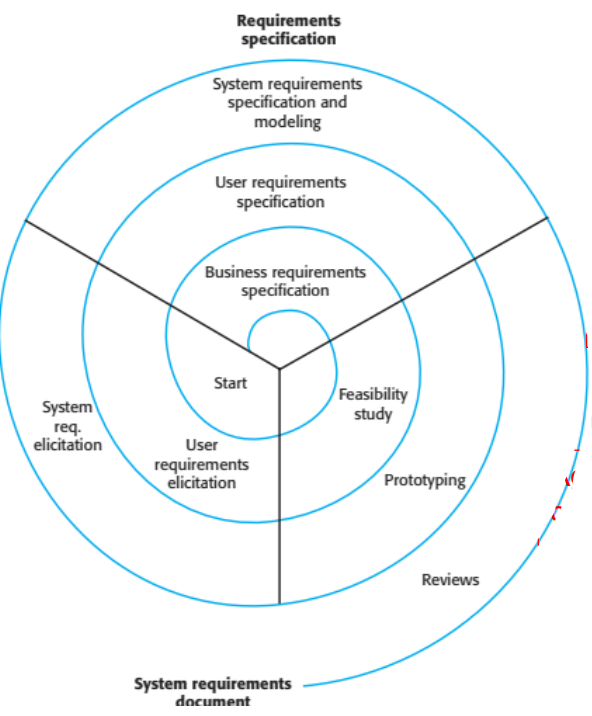 Requirements
specification
System requirements
specification and
modeling
User requirements
specification
Business requirements
specification
Start
Feasibility
study
System
req.
elicitation
User
requirements
elicitation
Prototyping
Reviews
System requirements
document